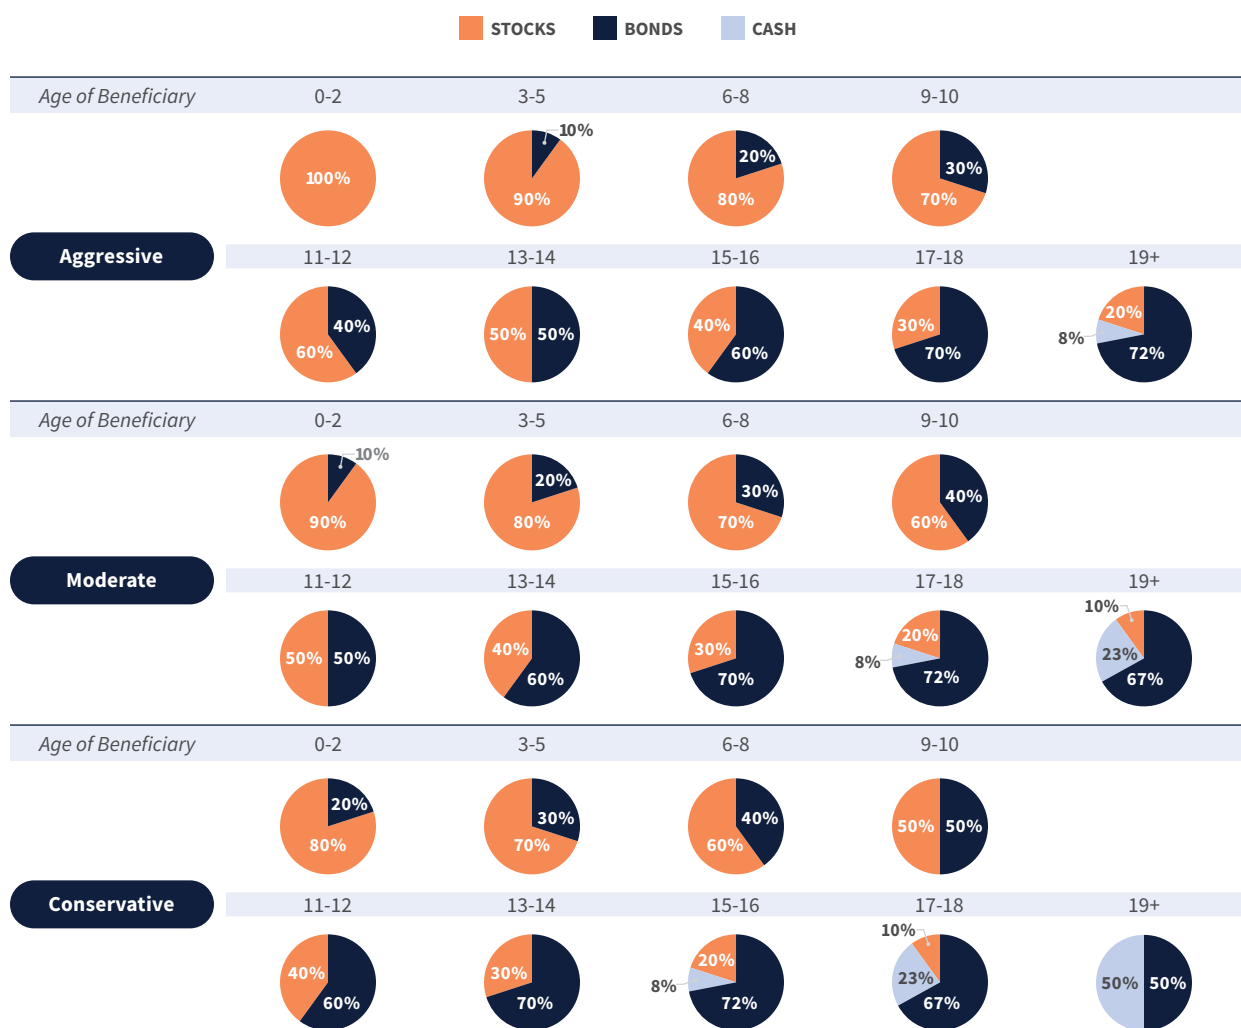 STOCKS BONDS CASH
Age of Beneficiary 0-2 3-5 6-8 9-10
100% 10% 90% 20% 80% 30% 70%
Aggressive 11-12 13-14 15-16 17-18 19+
40% 60% 50% 50% 40% 60% 30% 70% 20% 8% 72%
Age of Beneficiary 0-2 3-5 6-8 9-10
10% 90% 20% 80% 30% 70% 40% 60%
Moderate 11-12 13-14 15-16 17-18 19+
50% 50% 40% 60% 30% 70% 20% 8% 72% 10% 23% 67%
Age of Beneficiary 0-2 3-5 6-8 9-10
20% 80% 30% 70% 40% 60% 50% 50%
Conservative 11-12 13-14 15-16 17-18 19+
40% 60% 30% 70% 20% 8% 72% 10% 23% 67% 50% 50%